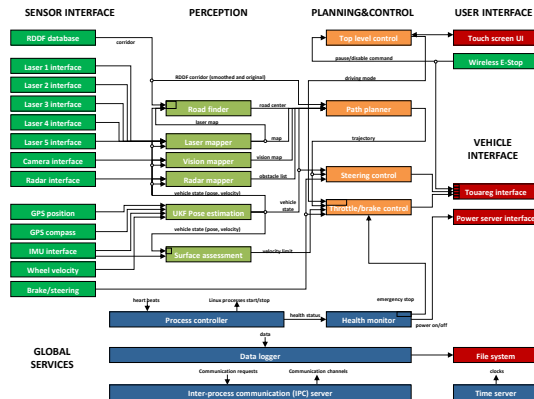 SENSOR INTERFACE
PERCEPTION
PLANNING&CONTROL
USER INTERFACE
RDDF database
corridor
Top level control
Touch screen UI
pause/disable command
Wireless E-Stop
Laser 1 interface
RDDF corridor (smoothed and original)
driving mode
Laser 2 interface
Laser 3 interface
Road finder
road center
Path planner
Laser 4 interface
laser map
Laser 5 interface
Laser mapper
map
trajectory
VEHICLE
INTERFACE
Camera interface
Vision mapper
vision map
Steering control
Radar interface
Radar mapper
obstacle list
vehicle state (pose, velocity)
vehicle
state
Touareg interface
GPS position
UKF Pose estimation
Throttle/brake control
Power server interface
GPS compass
vehicle state (pose, velocity)
IMU interface
Surface assessment
velocity limit
Wheel velocity
Brake/steering
heart beats
Linux processes start/stop
emergency stop
health status
Process controller
Health monitor
power on/off
data
GLOBAL
SERVICES
Data logger
File system
Communication requests
Communication channels
clocks
Inter-process communication (IPC) server
Time server